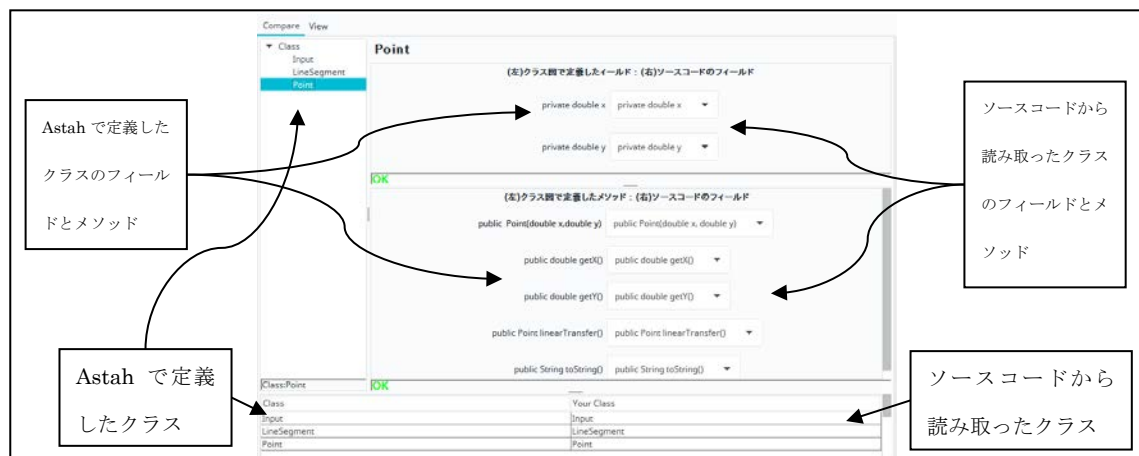 Compare View
Class
Input
LineSegment
Point
Point
(左)クラス図で定義したィールド：(右)ソースコードのフィールド
private double x private double x
private double y private double y
OK
(左)クラス図で定義したメソッド：(右)ソースコードのフィールド
public Point(double x,double y) public Point(double x, double y)
public double getX() public double getX()
public double getY() public double getY()
public Point linearTransfer() public Point linearTransfer()
public String toString() public String toString()
Class:Point
OK
Class Your Class
Input Input
LineSegment LineSegment
Point Point
Astah で定義した
クラスのフィール
ドとメソッド
Astah で定義
したクラス
ソースコードから
読み取ったクラス
のフィールドとメ
ソッド
ソースコードから
読み取ったクラス